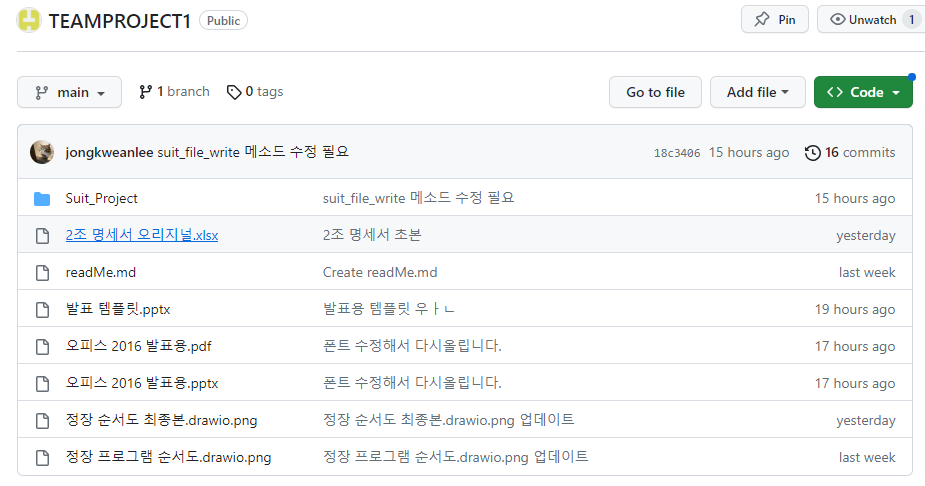 TEAMPROJECT1 Public Pin Unwatch 1
main 1 branch 0 tags Go to file Add file Code
jongkweanlee suit_file_write 메소드 수정 필요 18c3406 15 hours ago 16 commits
Suit_Project suit_file_write 메소드 수정 필요 15 hours ago
2조 명세서 오리지널.xlsx 2조 명세서 초본 yesterday
readMe.md Create readMe.md last week
발표 템플릿.pptx 발표용 템플릿 우ㅏㄴ 19 hours ago
오피스 2016 발표용.pdf 폰트 수정해서 다시올립니다. 17 hours ago
오피스 2016 발표용.pptx 폰트 수정해서 다시올립니다. 17 hours ago
정장 순서도 최종본.drawio.png 정장 순서도 최종본.drawio.png 업데이트 yesterday
정장 프로그램 순서도.drawio.png 정장 프로그램 순서도.drawio.png 업데이트 last week